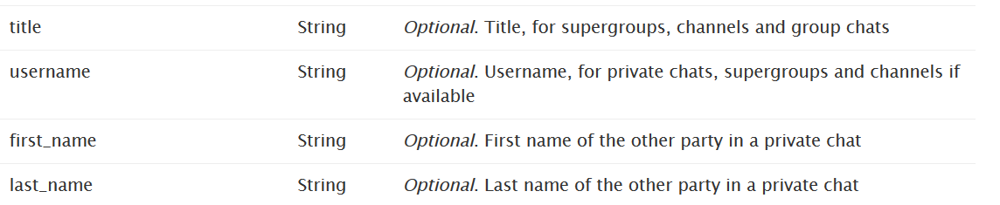 title String Optional. Title, for supergroups, channels and group chats
username String Optional. Username, for private chats, supergroups and channels if
available
first_name String Optional. First name of the other party in a private chat
last_name String Optional. Last name of the other party in a private chat